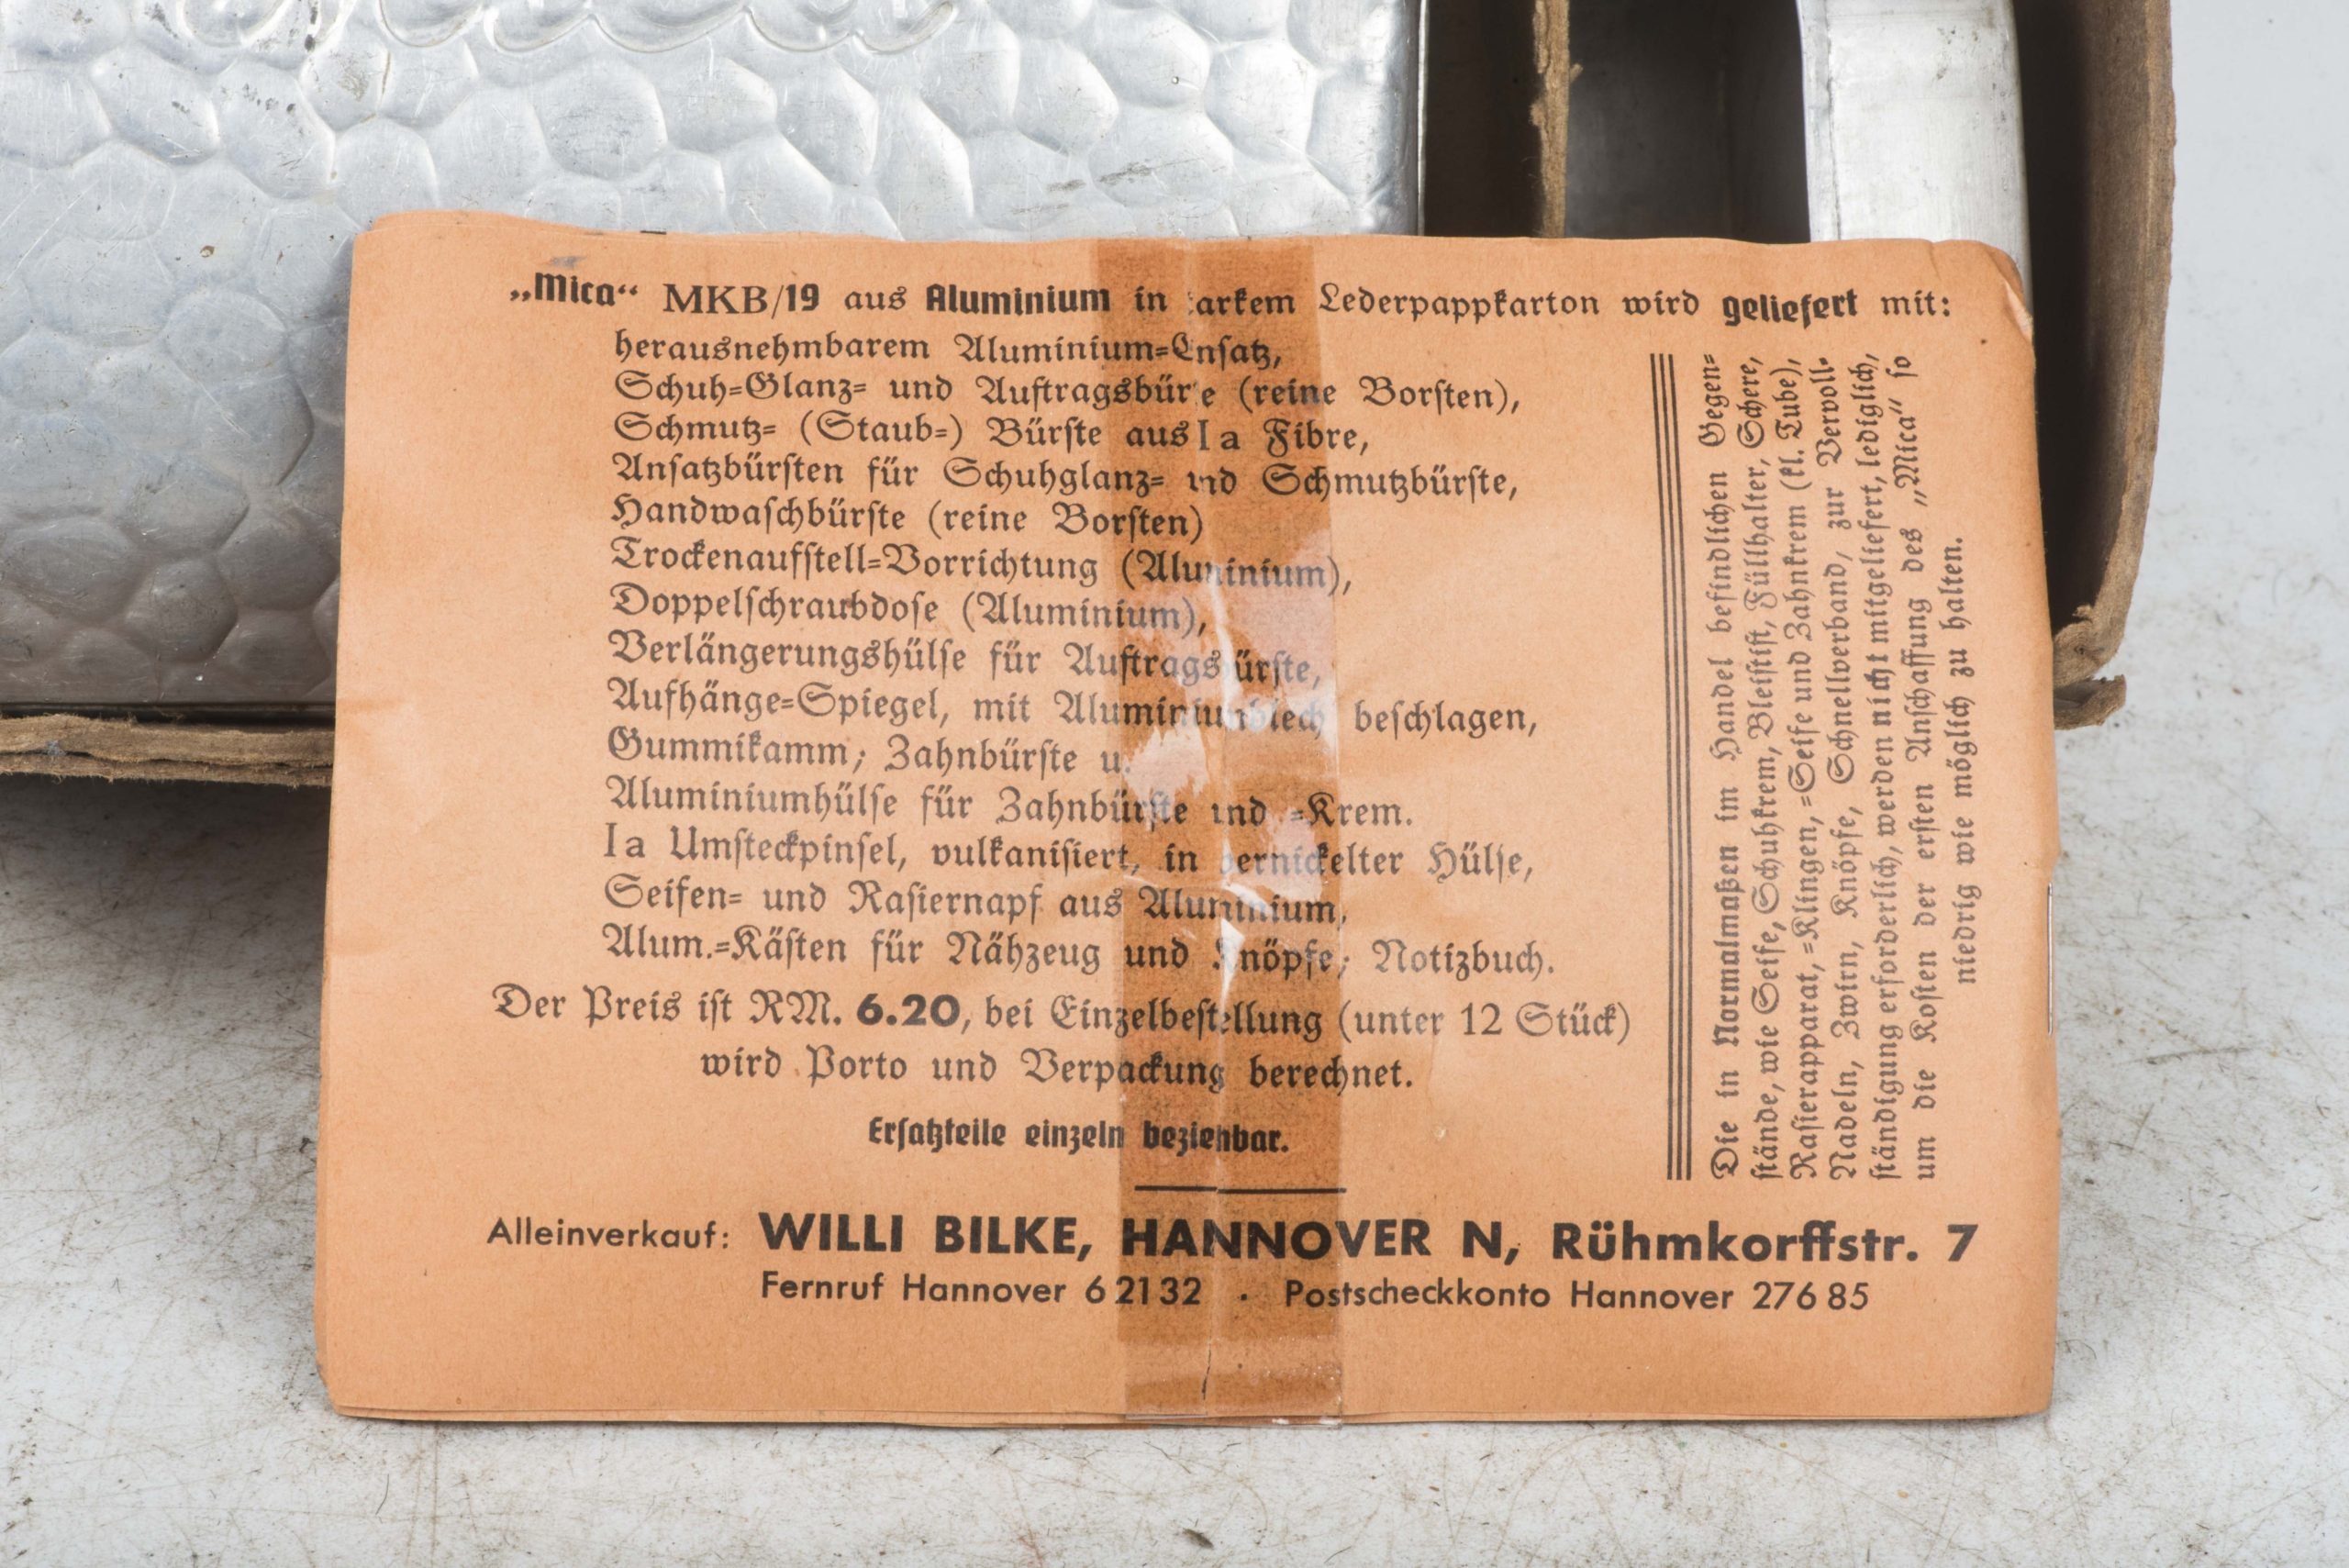 „Mica“ MKB/19 aus Aluminium in arkem Lederpappkarton wird geliefert mit:
herausnehmbarem Aluminium-Einsatz,
Schuh-Glanz- und Auftragsbürste (reine Borsten),
Schmutz- (Staub-) Bürste aus Ia Fibre,
Ansatzbürsten für Schuhglanz- und Schmutzbürste,
Handwaschbürste (reine Borsten)
Trockenaufstell-Vorrichtung (Aluminium),
Doppelschraubdose (Aluminium),
Verlängerungshülse für Auftragsbürste,
Aufhänge-Spiegel, mit Aluminiumblech beschlagen,
Gummikamm; Zahnbürste u.
Aluminiumhülse für Zahnbürste und -Krem.
Ia Umsteckpinsel, vulkanisiert, in vernickelter Hülse,
Seifen- und Rasiernapf aus Aluminium,
Alum.-Kästen für Nähzeug und Knöpfe; Notizbuch.
Der Preis ist RM. 6.20, bei Einzelbestellung (unter 12 Stück)
wird Porto und Verpackung berechnet.
Ersatzteile einzeln beziehbar.
Die in Normalmaßen im Handel befindlichen Gegen-
stände, wie Seife, Schuhkrem, Bleistift, Füllhalter, Schere,
Rasierapparat, -Klingen, -Seife und Zahnkrem (kl. Tube),
Nadeln, Zwirn, Knöpfe, Schnellverband, zur Vervoll-
ständigung erforderlich, werden nicht mitgeliefert, lediglich,
um die Kosten der ersten Anschaffung des „Mica“ so
niedrig wie möglich zu halten.
Alleinverkauf: WILLI BILKE, HANNOVER N, Rühmkorffstr. 7
Fernruf Hannover 6 21 32 · Postscheckkonto Hannover 276 85